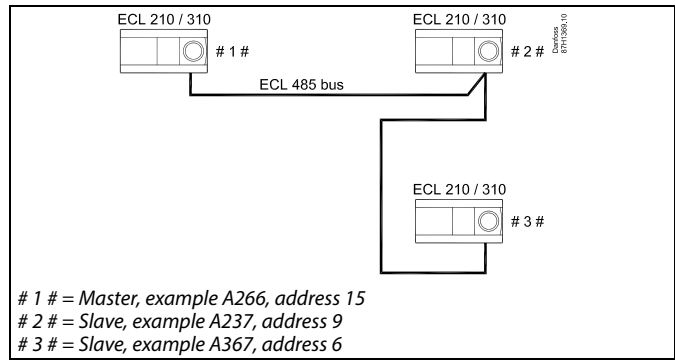 ECL 210 / 310
ECL 210 / 310
# 1 #
# 2 #
Danfoss
87H1369.10
ECL 485 bus
ECL 210 / 310
# 3 #
# 1 # = Master, example A266, address 15
# 2 # = Slave, example A237, address 9
# 3 # = Slave, example A367, address 6